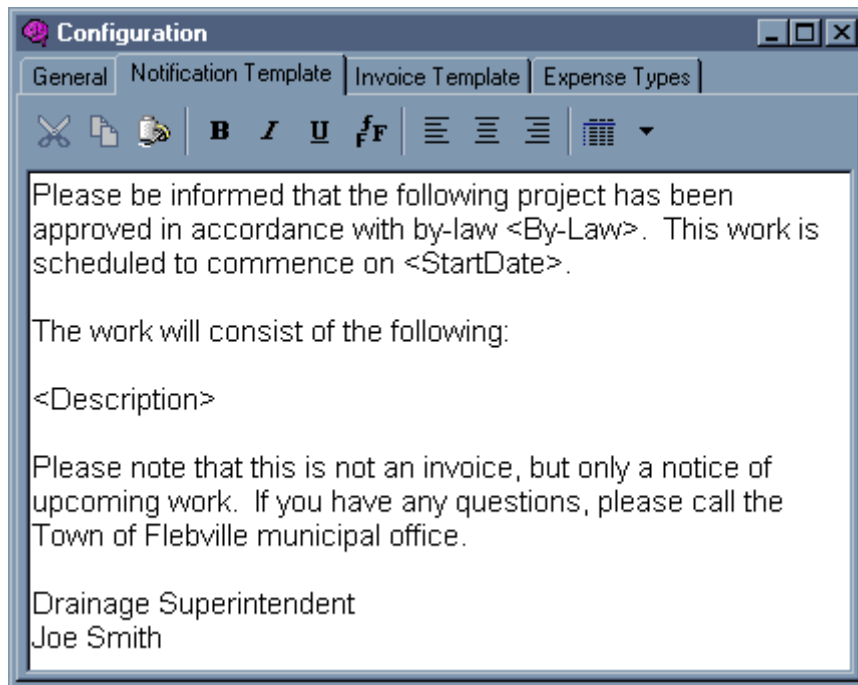 Configuration
General Notification Template Invoice Template Expense Types
B I U fFF
Please be informed that the following project has been
approved in accordance with by-law <By-Law>.  This work is
scheduled to commence on <StartDate>.
The work will consist of the following:
<Description>
Please note that this is not an invoice, but only a notice of
upcoming work.  If you have any questions, please call the
Town of Flebville municipal office.
Drainage Superintendent
Joe Smith